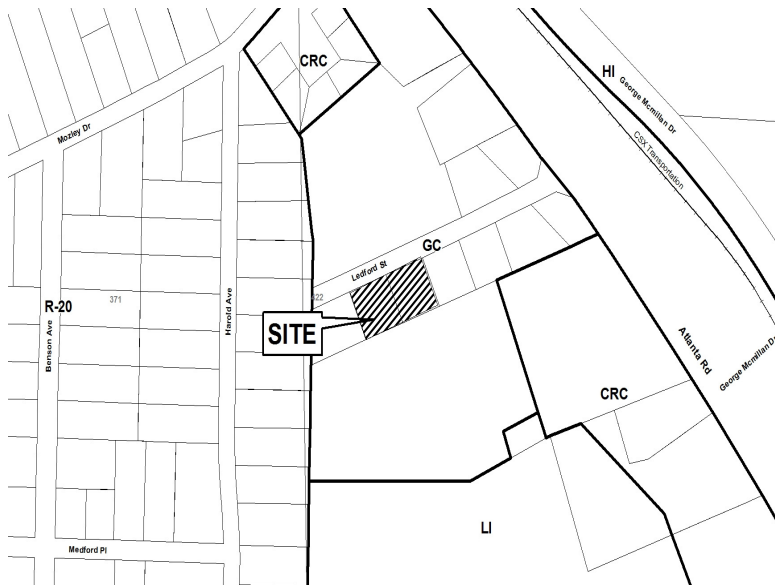 CRC
HI
George Mcmillan Dr
CSX Transportation
Mozley Dr
GC
Ledford St
R-20
371
Harold Ave
Benson Ave
SITE
Atlanta Rd
George Mcmillan Dr
CRC
LI
Medford Pl